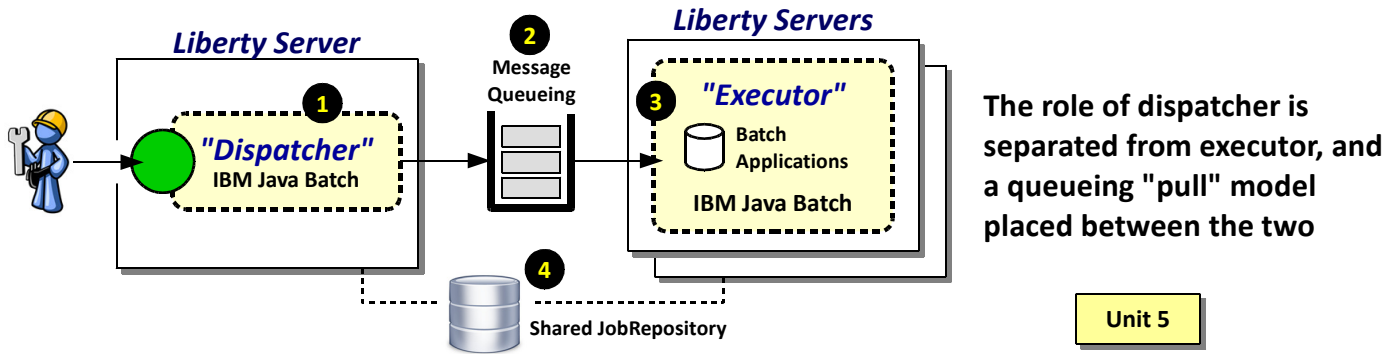 Liberty Server
1
"Dispatcher"
IBM Java Batch
2
Message
Queueing
Liberty Servers
3
"Executor"
Batch
Applications
IBM Java Batch
4
Shared JobRepository
The role of dispatcher is
separated from executor, and
a queueing "pull" model
placed between the two
Unit 5